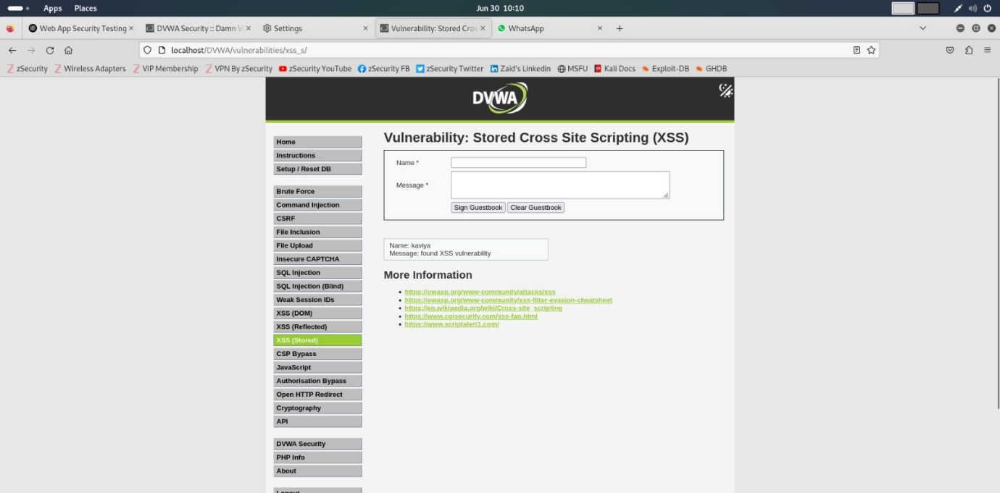 Apps Places Jun 30 10:10
Web App Security Testing DVWA Security :: Damn V Settings Vulnerability: Stored Cros WhatsApp
localhost/DVWA/vulnerabilities/xss_s/
zSecurity Wireless Adapters VIP Membership VPN By zSecurity zSecurity YouTube zSecurity FB zSecurity Twitter Zaid's Linkedin MSFU Kali Docs Exploit-DB GHDB
DVWA
Home
Instructions
Setup / Reset DB
Brute Force
Command Injection
CSRF
File Inclusion
File Upload
Insecure CAPTCHA
SQL Injection
SQL Injection (Blind)
Weak Session IDs
XSS (DOM)
XSS (Reflected)
XSS (Stored)
CSP Bypass
JavaScript
Authorisation Bypass
Open HTTP Redirect
Cryptography
API
DVWA Security
PHP Info
About
Logout
Vulnerability: Stored Cross Site Scripting (XSS)
Name *
Message *
Sign Guestbook Clear Guestbook
Name: kaviya
Message: found XSS vulnerability
More Information
https://owasp.org/www-community/attacks/xss
https://owasp.org/www-community/xss-filter-evasion-cheatsheet
https://en.wikipedia.org/wiki/Cross-site_scripting
https://www.cgisecurity.com/xss-faq.html
https://www.scriptalert1.com/